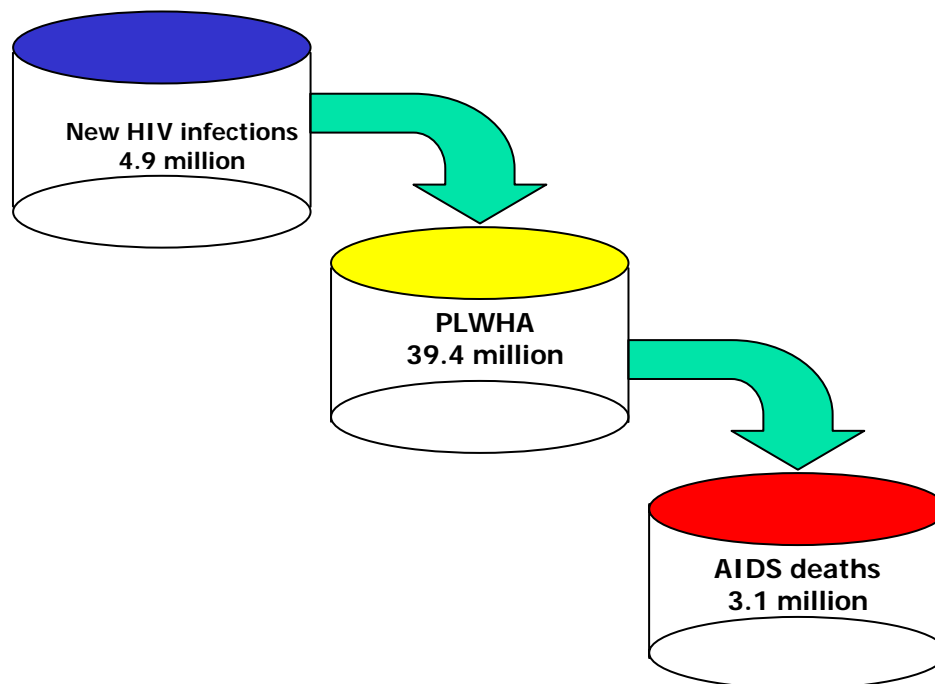 New HIV infections
4.9 million
PLWHA
39.4 million
AIDS deaths
3.1 million